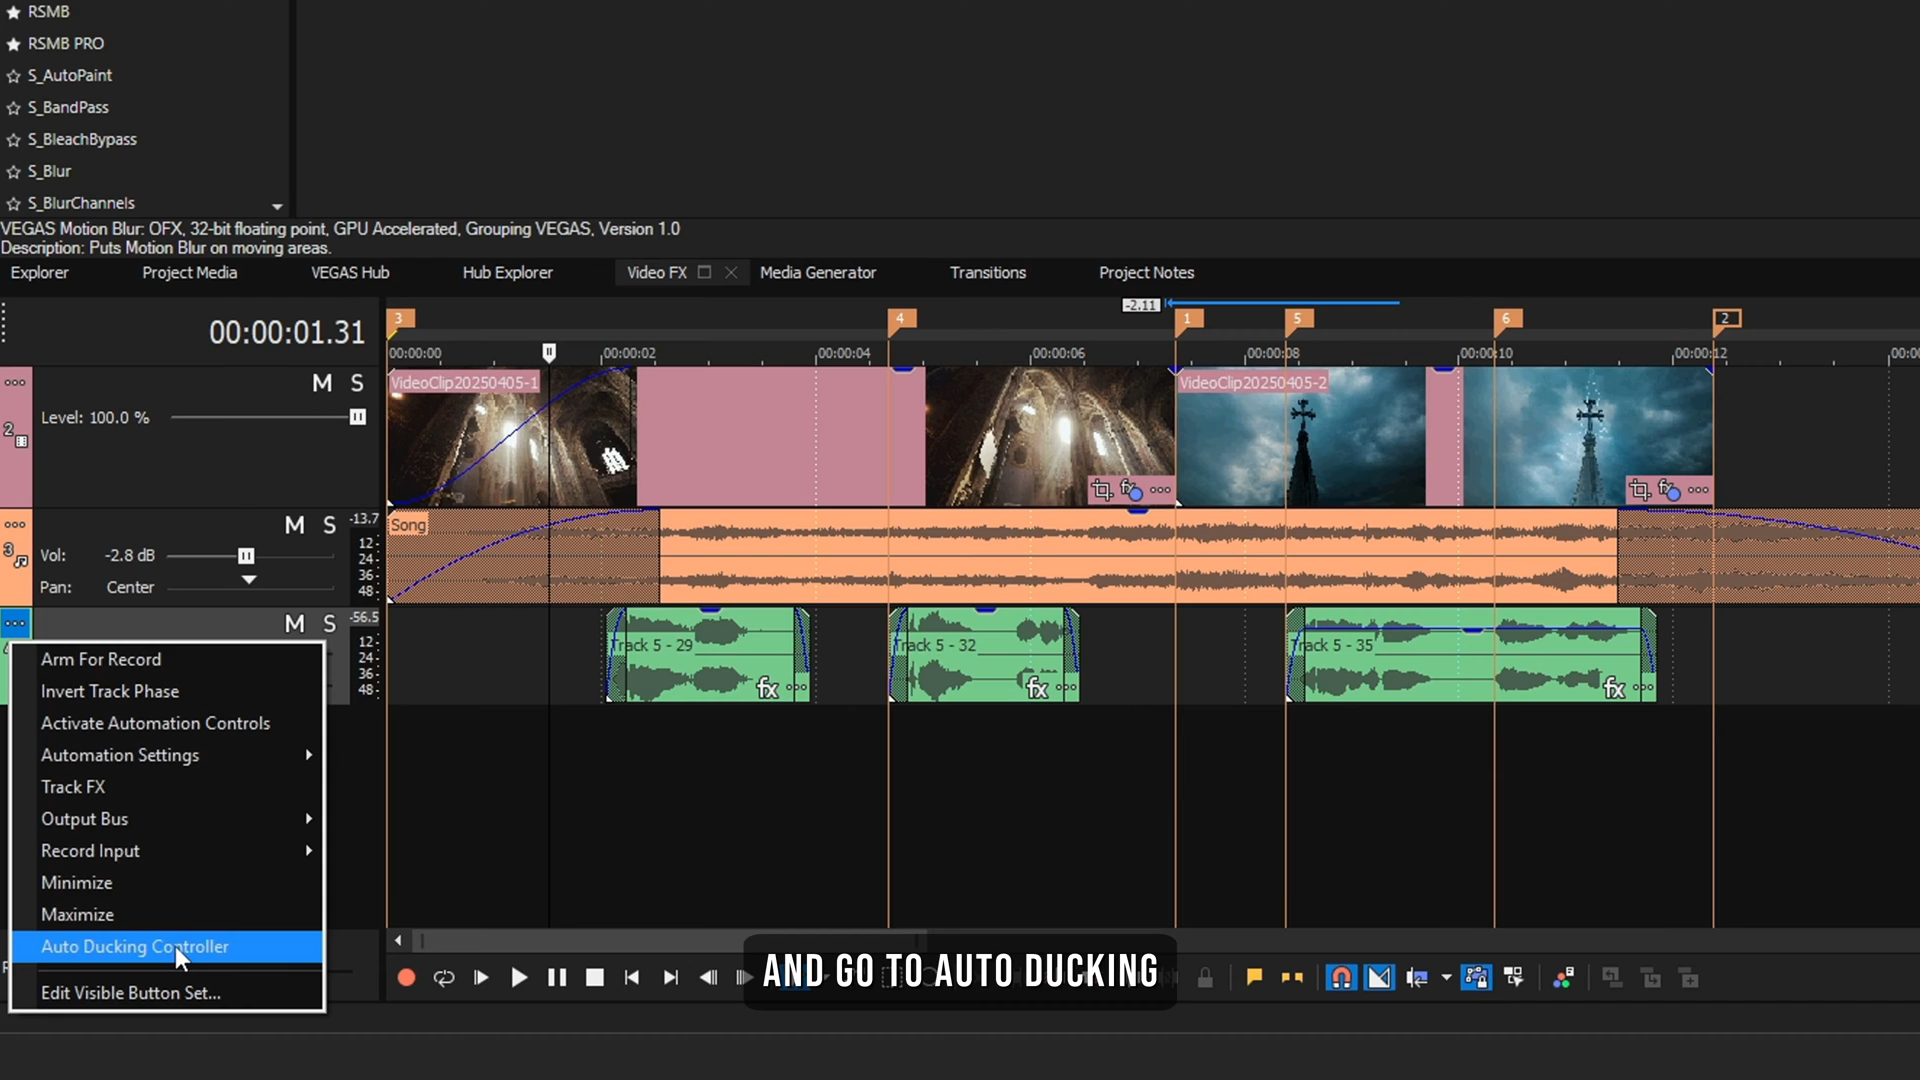 RSMB
RSMB PRO
S_AutoPaint
S_BandPass
S_BleachBypass
S_Blur
S_BlurChannels
VEGAS Motion Blur: OFX, 32-bit floating point, GPU Accelerated, Grouping VEGAS, Version 1.0
Description: Puts Motion Blur on moving areas.
Explorer
Project Media
VEGAS Hub
Hub Explorer
Video FX
Media Generator
Transitions
Project Notes
-2.11
00:00:01.31
3
4
1
5
6
2
00:00:00
00:00:02
00:00:04
00:00:06
00:00:08
00:00:10
00:00:12
M S
VideoClip20250405-1
VideoClip20250405-2
Level: 100.0 %
2
fx
fx
M S
-13.7
Song
3
Vol: -2.8 dB
12
24
Pan: Center
36
48
M S
-56.5
12
24
36
48
Track 5 - 29
Track 5 - 32
Track 5 - 35
fx
fx
fx
Arm For Record
Invert Track Phase
Activate Automation Controls
Automation Settings
Track FX
Output Bus
Record Input
Minimize
Maximize
Auto Ducking Controller
Edit Visible Button Set...
AND GO TO AUTO DUCKING